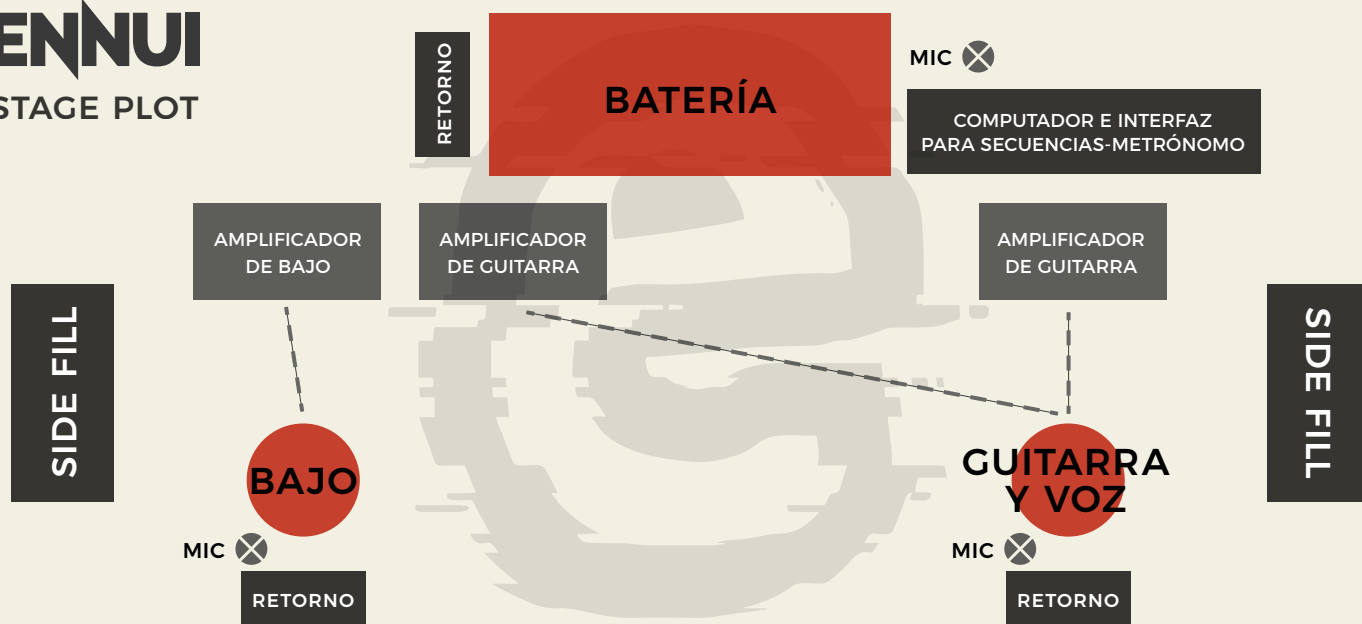 ENNUI
STAGE PLOT
RETORNO
BATERÍA
MIC
COMPUTADOR E INTERFAZ
PARA SECUENCIAS-METRÓNOMO
AMPLIFICADOR
DE BAJO
AMPLIFICADOR
DE GUITARRA
AMPLIFICADOR
DE GUITARRA
SIDE FILL
SIDE FILL
BAJO
GUITARRA
Y VOZ
MIC
MIC
RETORNO
RETORNO